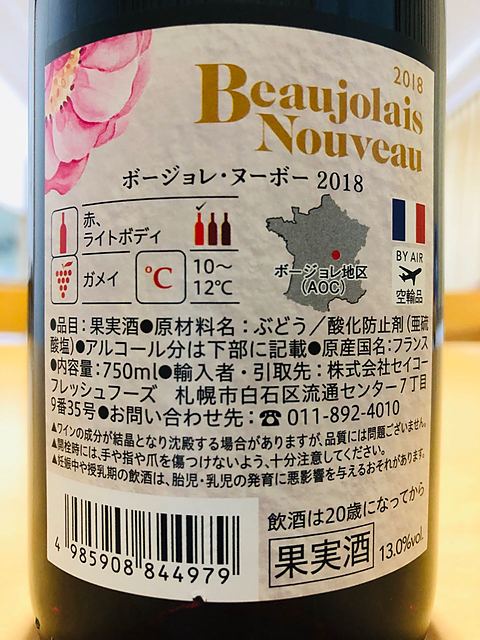 2018
Beaujolais
Nouveau
ボージョレ・ヌーボー 2018
赤、
ライトボディ
ガメイ
℃
10～
12℃
ボージョレ地区
(AOC)
BY AIR
空輸品
●品目：果実酒●原材料名：ぶどう／酸化防止剤（亜硫
酸塩）●アルコール分は下部に記載●原産国名：フランス
●内容量：750ml●輸入者・引取先：株式会社セイコー
フレッシュフーズ 札幌市白石区流通センター7丁目
9番35号●お問い合わせ先：☎ 011-892-4010
▲ワインの成分が結晶となり沈殿する場合がありますが、品質には問題ございません。
▲開栓時には、手や指や爪を傷つけないよう、十分注意してください。
▲妊娠中や授乳期の飲酒は、胎児・乳児の発育に悪影響を与えるおそれがあります。
飲酒は20歳になってから
果実酒 13.0%vol.
4 985908 844979